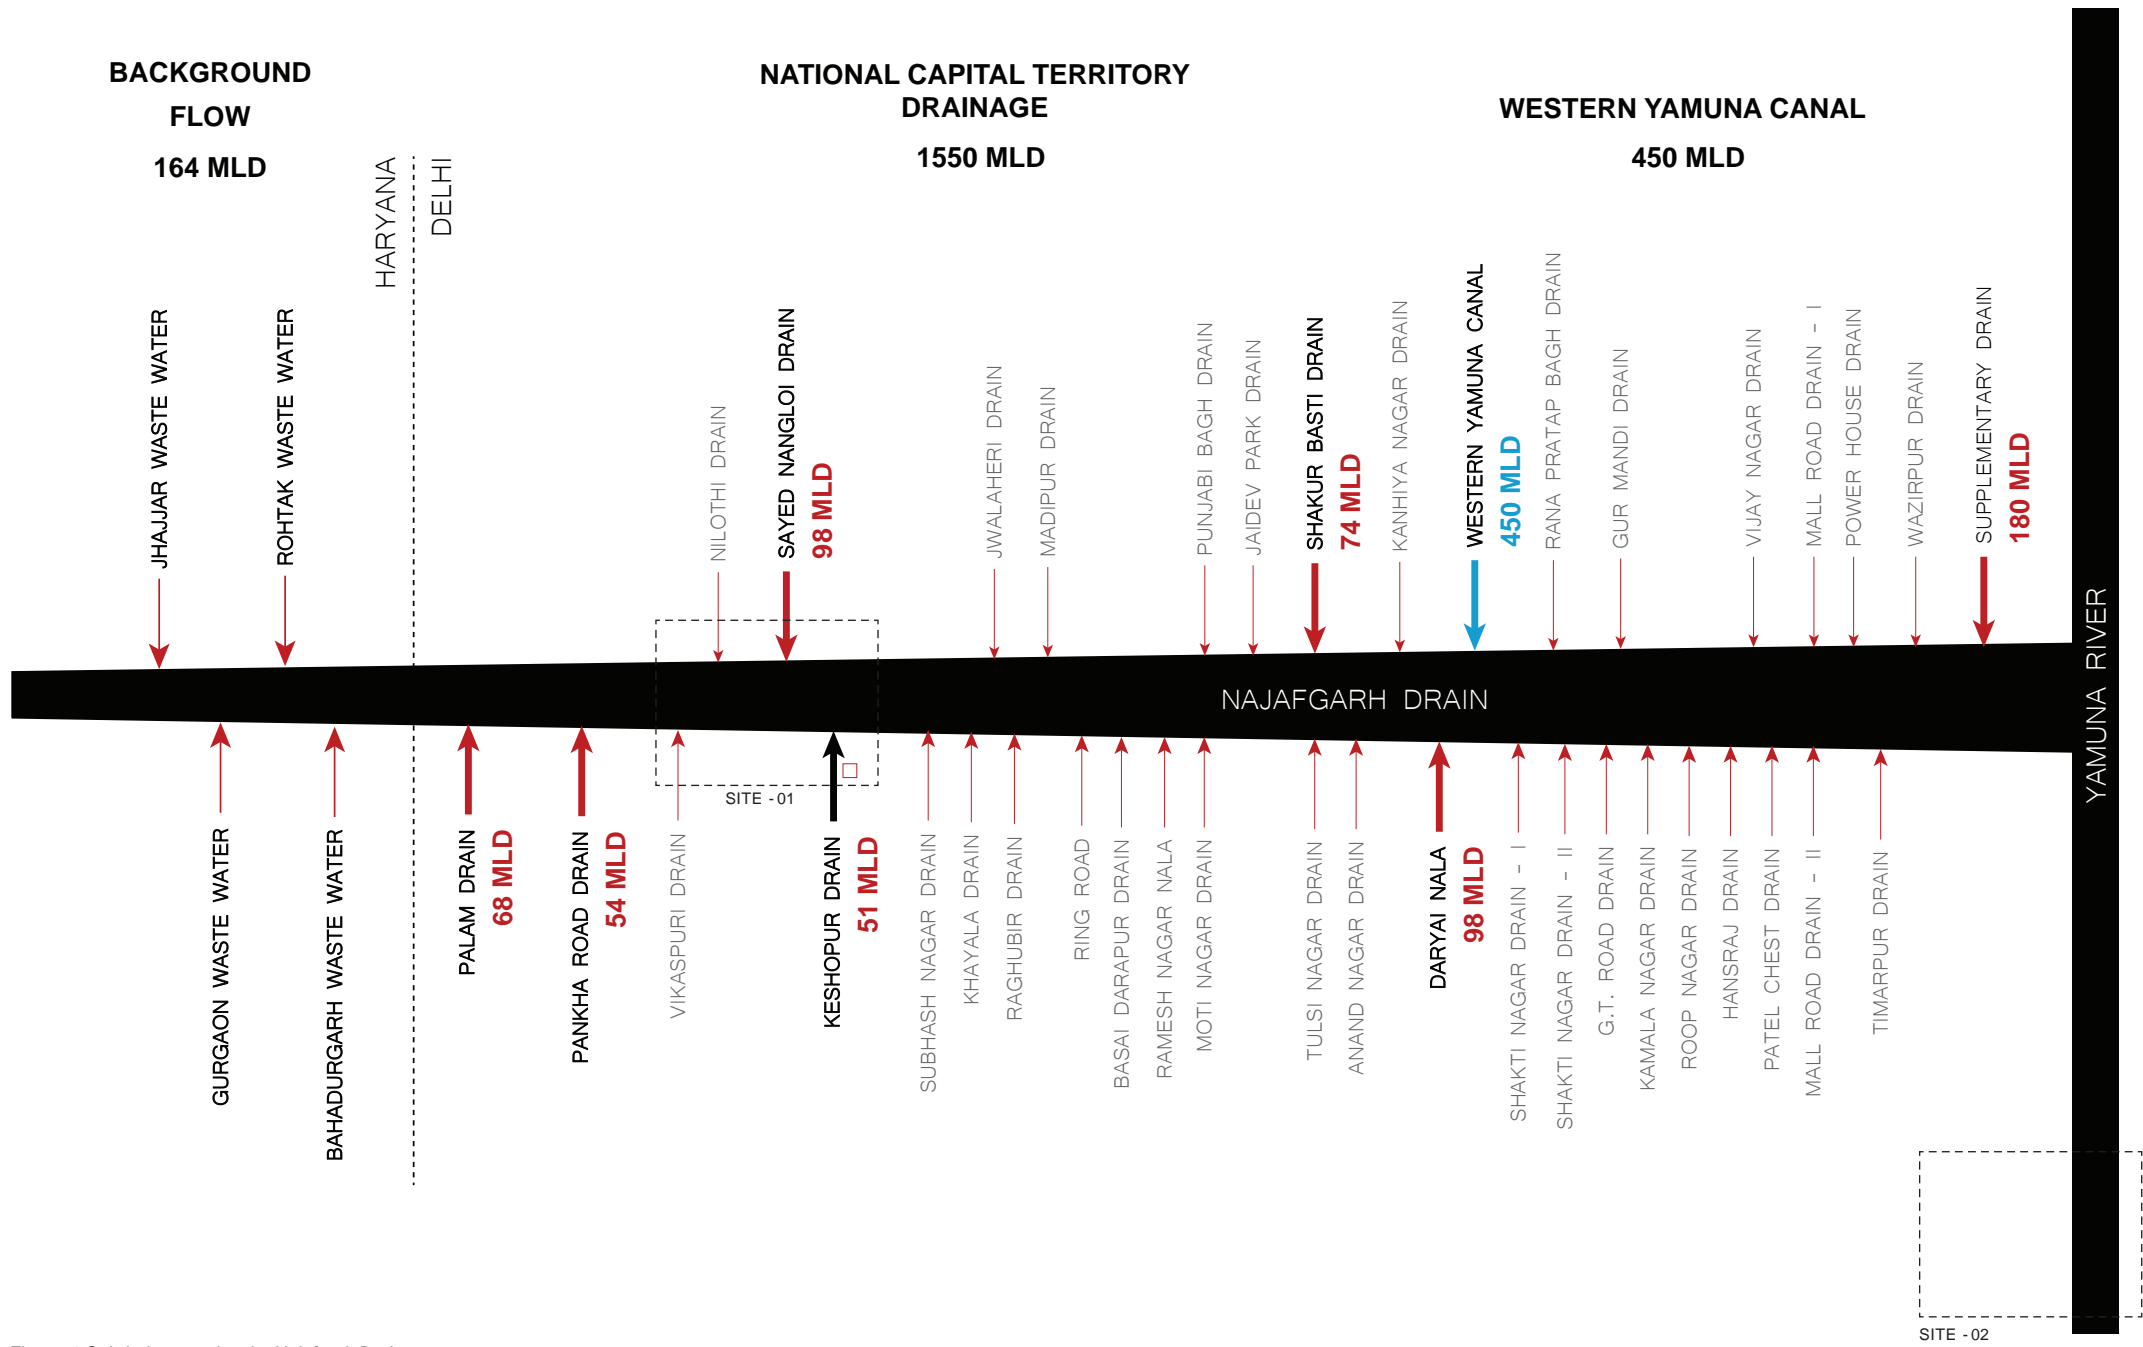 BACKGROUND
FLOW
164 MLD
NATIONAL CAPITAL TERRITORY
DRAINAGE
1550 MLD
WESTERN YAMUNA CANAL
450 MLD
HARYANA
DELHI
JHAJJAR WASTE WATER
ROHTAK WASTE WATER
NILOTHI DRAIN
SAYED NANGLOI DRAIN
98 MLD
JWALAHERI DRAIN
MADIPUR DRAIN
PUNJABI BAGH DRAIN
JAIDEV PARK DRAIN
SHAKUR BASTI DRAIN
74 MLD
KANHIYA NAGAR DRAIN
WESTERN YAMUNA CANAL
450 MLD
RANA PRATAP BAGH DRAIN
GUR MANDI DRAIN
VIJAY NAGAR DRAIN
MALL ROAD DRAIN - I
POWER HOUSE DRAIN
WAZIRPUR DRAIN
SUPPLEMENTARY DRAIN
180 MLD
NAJAFGARH DRAIN
YAMUNA RIVER
GURGAON WASTE WATER
BAHADURGARH WASTE WATER
PALAM DRAIN
68 MLD
PANKHA ROAD DRAIN
54 MLD
VIKASPURI DRAIN
SITE - 01
KESHOPUR DRAIN
51 MLD
SUBHASH NAGAR DRAIN
KHAYALA DRAIN
RAGHUBIR DRAIN
RING ROAD
BASAI DARAPUR DRAIN
RAMESH NAGAR NALA
MOTI NAGAR DRAIN
TULSI NAGAR DRAIN
ANAND NAGAR DRAIN
DARYAI NALA
98 MLD
SHAKTI NAGAR DRAIN - I
SHAKTI NAGAR DRAIN - II
G.T. ROAD DRAIN
KAMALA NAGAR DRAIN
ROOP NAGAR DRAIN
HANSRAJ DRAIN
PATEL CHEST DRAIN
MALL ROAD DRAIN - II
TIMARPUR DRAIN
SITE - 02